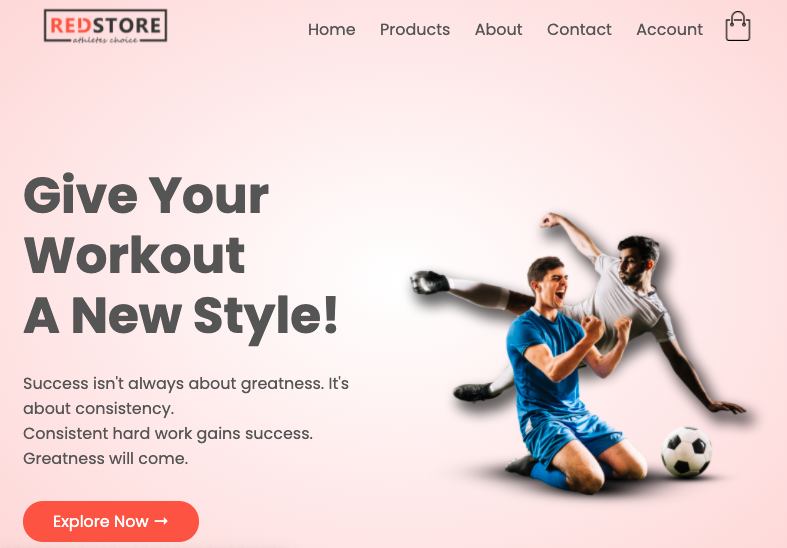 REDSTORE
athletes choice
Home Products About Contact Account
Give Your
Workout
A New Style!
Success isn't always about greatness. It's
about consistency.
Consistent hard work gains success.
Greatness will come.
Explore Now →